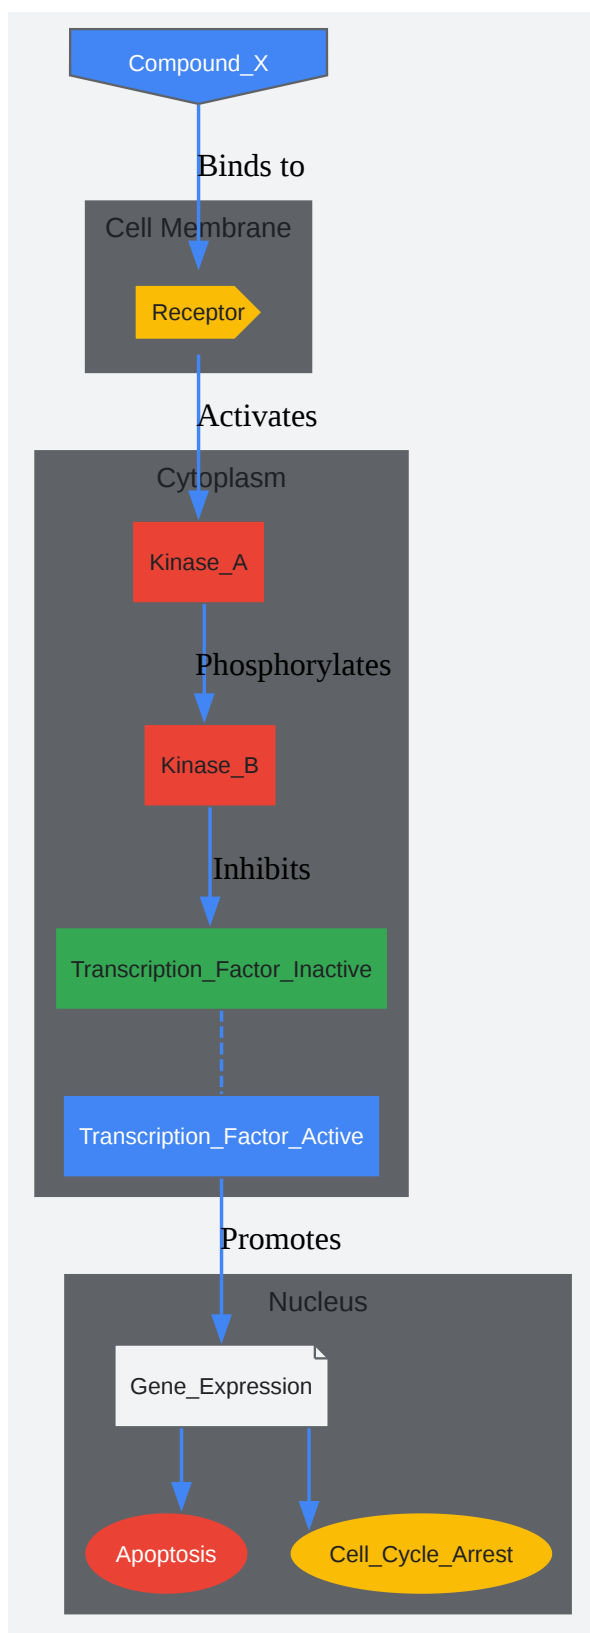 Compound_X
Binds to
Cell Membrane
Receptor
Activates
Cytoplasm
Kinase_A
Phosphorylates
Kinase_B
Inhibits
Transcription_Factor_Inactive
Transcription_Factor_Active
Promotes
Nucleus
Gene_Expression
Apoptosis
Cell_Cycle_Arrest